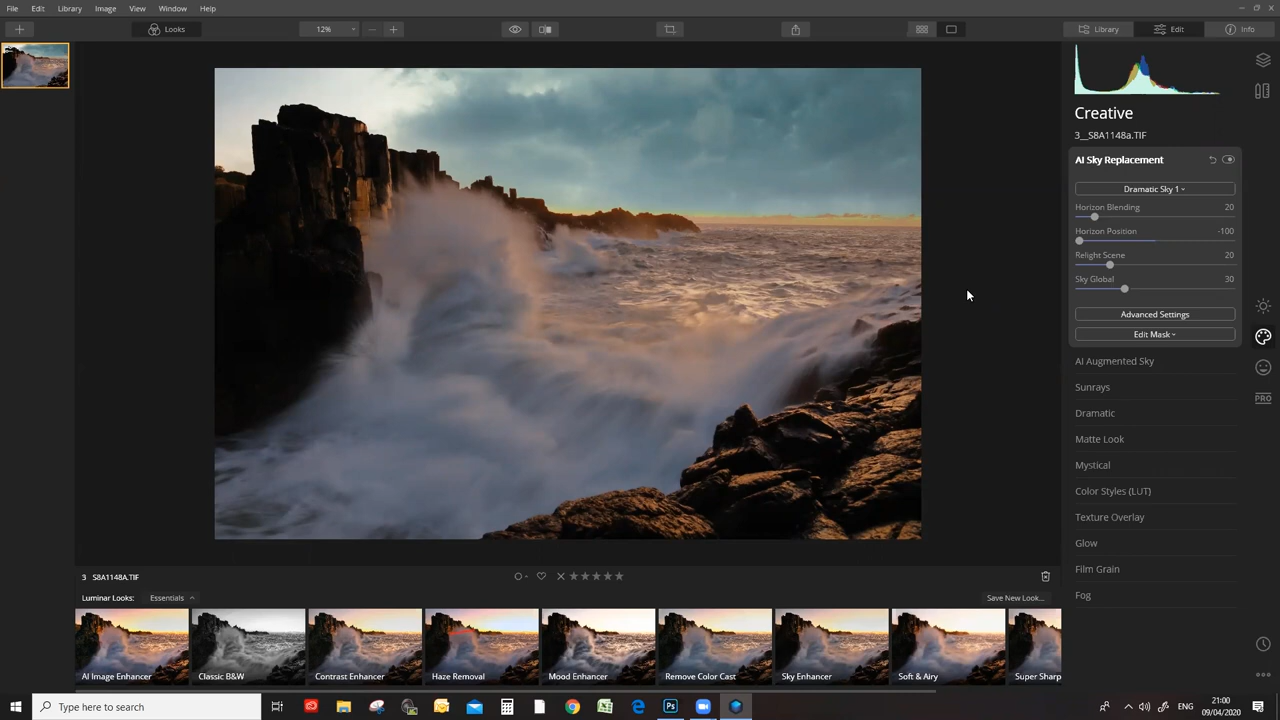 File Edit Library Image View Window Help
Looks 12% Library Edit Info
Creative
3__S8A1148a.TIF
AI Sky Replacement
Dramatic Sky 1
Horizon Blending 20
Horizon Position -100
Relight Scene 20
Sky Global 30
Advanced Settings
Edit Mask
AI Augmented Sky
Sunrays
Dramatic
Matte Look
Mystical
Color Styles (LUT)
Texture Overlay
Glow
Film Grain
Fog
PRO
3 S8A1148A.TIF
Luminar Looks: Essentials Save New Look...
AI Image Enhancer Classic B&W Contrast Enhancer Haze Removal Mood Enhancer Remove Color Cast Sky Enhancer Soft & Airy Super Sharp
Type here to search
Ps
ENG
21:00
09/04/2020